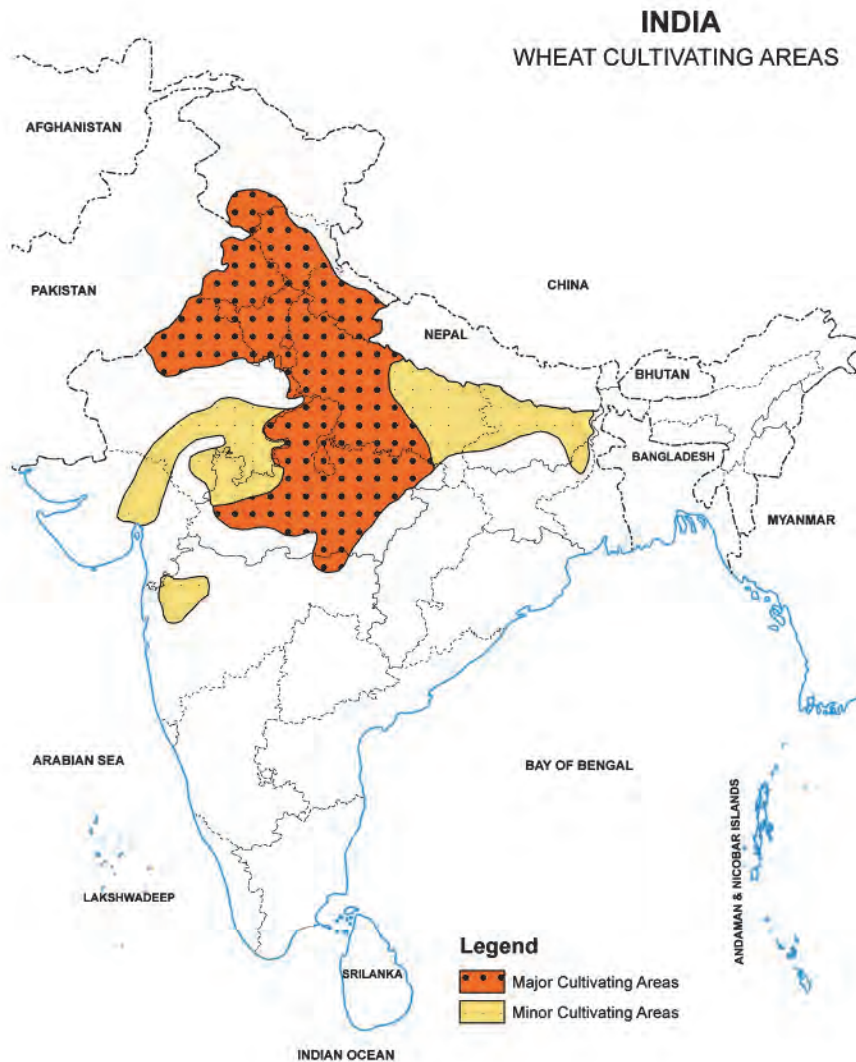 INDIA
WHEAT CULTIVATING AREAS
AFGHANISTAN
PAKISTAN
CHINA
NEPAL
BHUTAN
BANGLADESH
MYANMAR
ARABIAN SEA
BAY OF BENGAL
ANDAMAN & NICOBAR ISLANDS
LAKSHWADEEP
Legend
SRILANKA
Major Cultivating Areas
Minor Cultivating Areas
INDIAN OCEAN